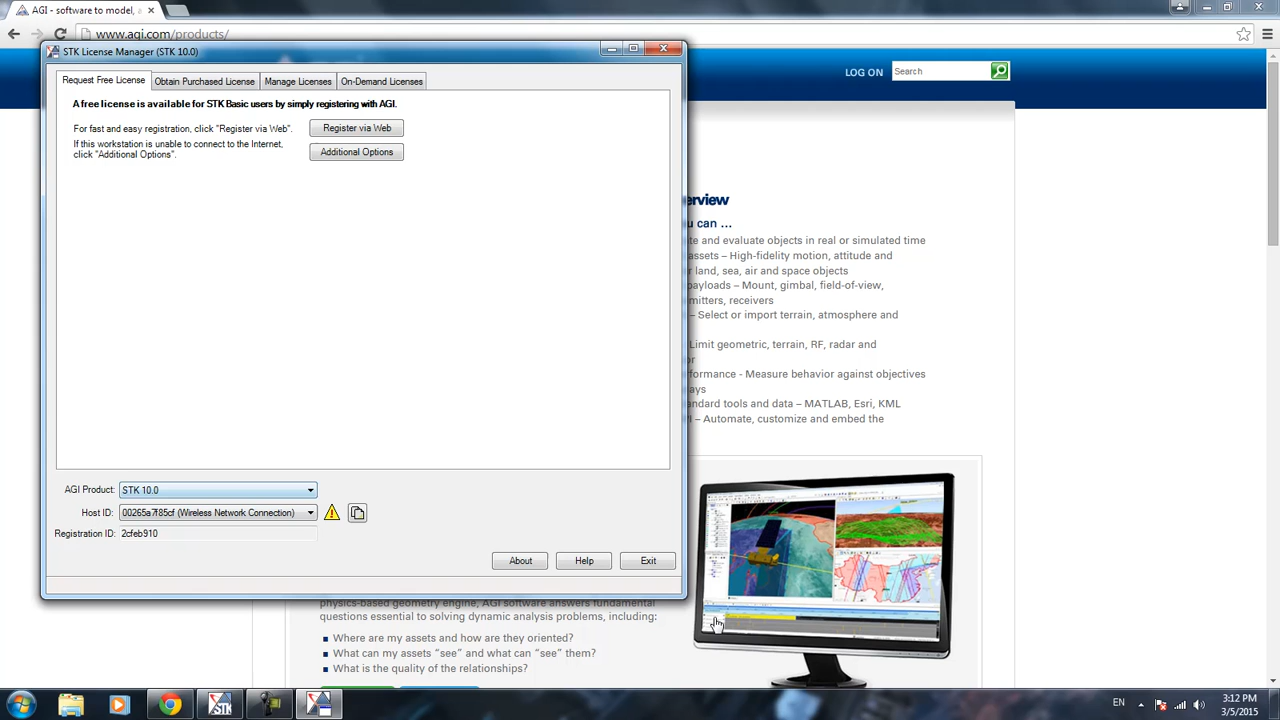 AGI - software to model, a
www.agi.com/products/
STK License Manager (STK 10.0)
Request Free License
Obtain Purchased License
Manage Licenses
On-Demand Licenses
A free license is available for STK Basic users by simply registering with AGI.
For fast and easy registration, click "Register via Web".
Register via Web
If this workstation is unable to connect to the Internet,
click "Additional Options".
Additional Options
AGI Product:
STK 10.0
Host ID:
00265a7f85cf (Wireless Network Connection)
Registration ID:
2cfeb910
About
Help
Exit
LOG ON
Search
erview
u can ...
te and evaluate objects in real or simulated time
assets – High-fidelity motion, attitude and
r land, sea, air and space objects
payloads – Mount, gimbal, field-of-view,
mitters, receivers
– Select or import terrain, atmosphere and
Limit geometric, terrain, RF, radar and
or
formance - Measure behavior against objectives
ays
andard tools and data – MATLAB, Esri, KML
I – Automate, customize and embed the
physics-based geometry engine, AGI software answers fundamental
questions essential to solving dynamic analysis problems, including:
Where are my assets and how are they oriented?
What can my assets "see" and what can "see" them?
What is the quality of the relationships?
STK
EN
3:12 PM
3/5/2015